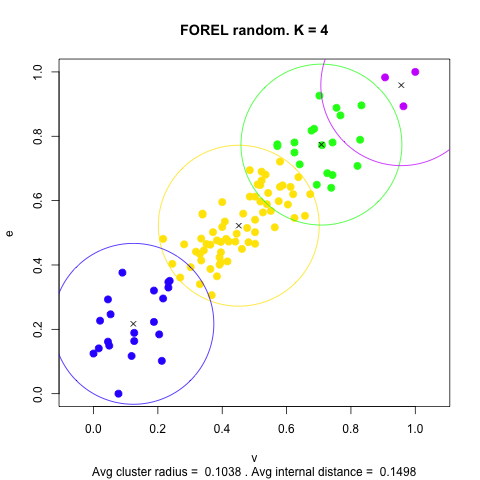 FOREL random. K = 4
1.0
0.8
0.6
e
0.4
0.2
0.0
0.0 0.2 0.4 0.6 0.8 1.0
v
Avg cluster radius =  0.1038 . Avg internal distance =  0.1498